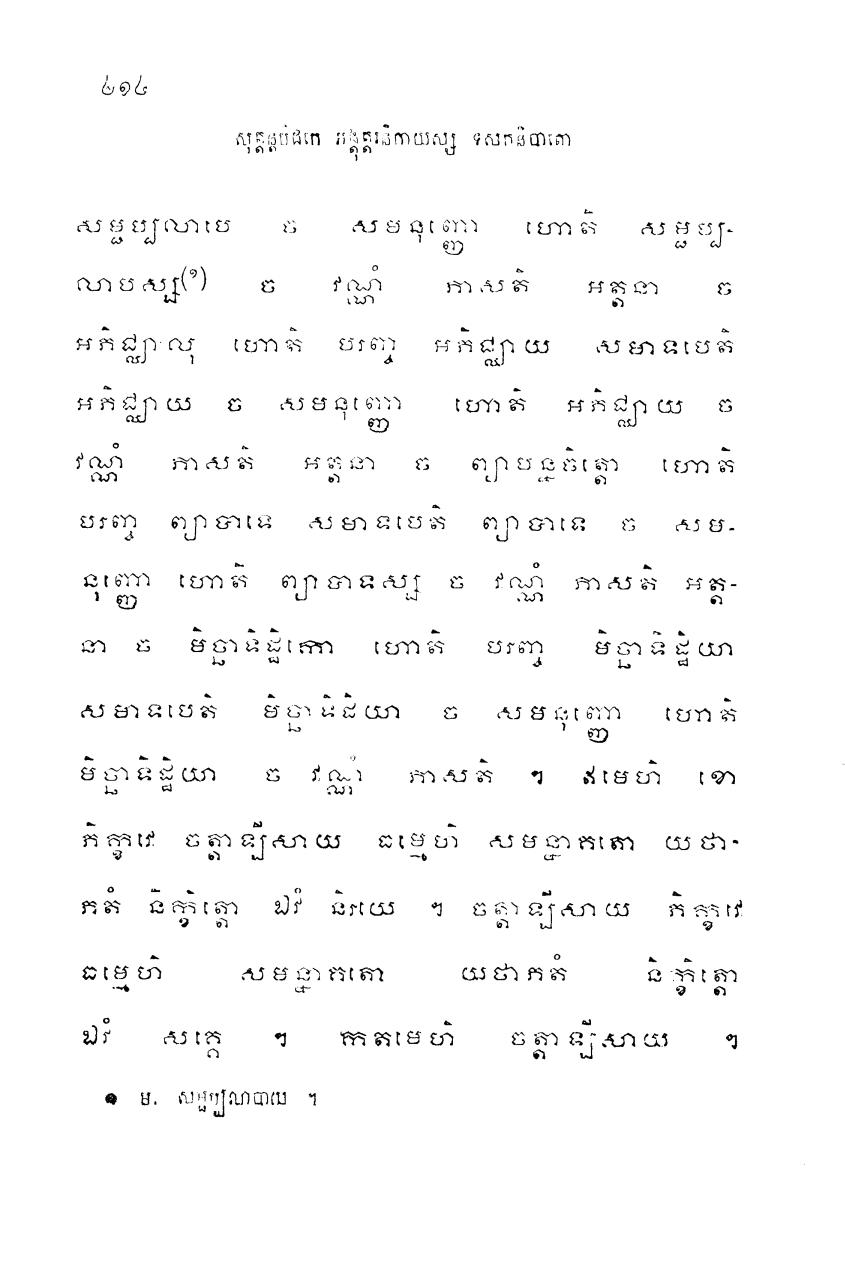 ៤១៤
សុត្តន្តបិដកេ អង្គុត្តរនិកាយស្ស ទសកនិបាតោ
សម្ផប្បលាបេ ច សមនុញ្ញោ ហោតិ សម្ផប្ប-
លាបស្ស(១) ច វណ្ណំ ភាសតិ អត្តនា ច
អភិជ្ឈាលុ ហោតិ បរញ្ច អភិជ្ឈាយ សមាទបេតិ
អភិជ្ឈាយ ច សមនុញ្ញោ ហោតិ អភិជ្ឈាយ ច
វណ្ណំ ភាសតិ អត្តនា ច ព្យាបន្នចិត្តោ ហោតិ
បរញ្ច ព្យាបាទេ សមាទបេតិ ព្យាបាទេ ច សម-
នុញ្ញោ ហោតិ ព្យាបាទស្ស ច វណ្ណំ ភាសតិ អត្ត-
នា ច មិច្ឆាទិដ្ឋិកោ ហោតិ បរញ្ច មិច្ឆាទិដ្ឋិយា
សមាទបេតិ មិច្ឆាទិដិយា ច សមនុញ្ញោ ហោតិ
មិច្ឆាទិដ្ឋិយា ច វណ្ណំ ភាសតិ ។ ឥមេហិ ខោ
ភិក្ខវេ ចត្តាឡីសាយ ធម្មេហិ សមន្នាគតោ យថា-
ភតំ និក្ខិត្តោ ឯវំ និរយេ ។ ចត្តាឡីសាយ ភិក្ខវេ
ធម្មេហិ សមន្នាគតោ យថាភតំ និក្ខិត្តោ
ឯវំ សគ្គេ ។ កតមេហិ ចត្តាឡីសាយ ។
១ ម. សម្ផប្បលាបាយ ។